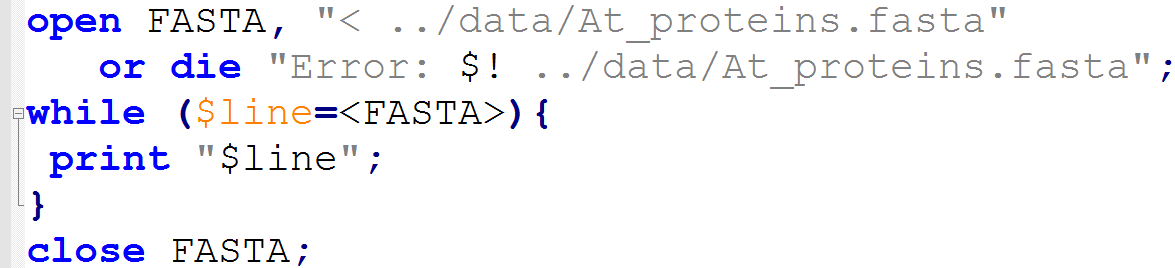 open FASTA, "< ../data/At_proteins.fasta"
   or die "Error: $! ../data/At_proteins.fasta";
while ($line=<FASTA>){
 print "$line";
}
close FASTA;